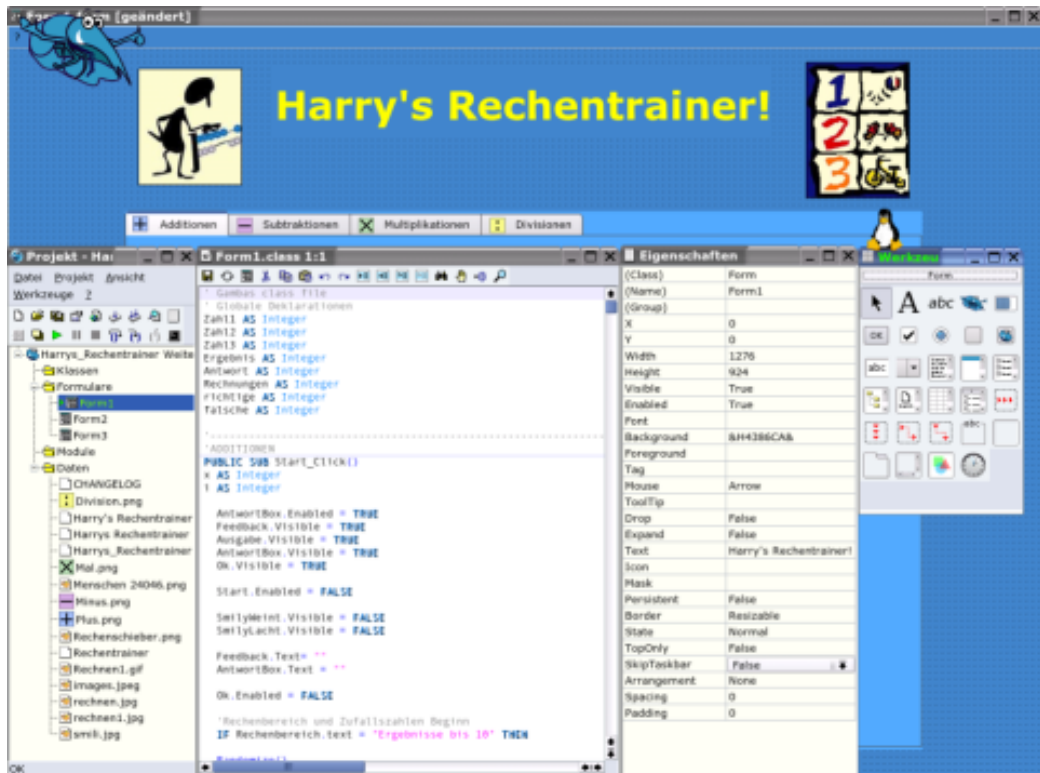 Form1.form [geändert]
?
Harry's Rechentrainer!
1
2
3
Additionen
Subtraktionen
Multiplikationen
Divisionen
Projekt - Har
Datei Projekt Ansicht
Werkzeuge ?
Harrys_Rechentrainer Weite
Klassen
Formulare
Form1
Form2
Form3
Module
Daten
CHANGELOG
Division.png
Harry's Rechentrainer
Harrys Rechentrainer
Harrys_Rechentrainer
Mal.png
Menschen 24046.png
Minus.png
Plus.png
Rechenschieber.png
Rechentrainer
Rechnen1.gif
images.jpeg
rechnen.jpg
rechnen1.jpg
smili.jpg
OK
Form1.class 1:1
' Gambas class file
' Globale Deklarationen
Zahl1 AS Integer
Zahl2 AS Integer
Zahl3 AS Integer
Ergebnis AS Integer
Antwort AS Integer
Rechnungen AS Integer
richtige AS Integer
falsche AS Integer
'ADDITIONEN
PUBLIC SUB Start_Click()
x AS Integer
i AS Integer
AntwortBox.Enabled = TRUE
Feedback.Visible = TRUE
Ausgabe.Visible = TRUE
AntwortBox.Visible = TRUE
Ok.Visible = TRUE
Start.Enabled = FALSE
SmilyWeint.Visible = FALSE
SmilyLacht.Visible = FALSE
Feedback.Text= ""
AntwortBox.Text = ""
Ok.Enabled = FALSE
'Rechenbereich und Zufallszahlen Beginn
IF Rechenbereich.text = "Ergebnisse bis 10" THEN
Randomize()
Eigenschaften
(Class) Form
(Name) Form1
(Group)
X 0
Y 0
Width 1276
Height 924
Visible True
Enabled True
Font
Background &H4386CA&
Foreground
Tag
Mouse Arrow
ToolTip
Drop False
Expand False
Text Harry's Rechentrainer!
Icon
Mask
Persistent False
Border Resizable
State Normal
TopOnly False
SkipTaskbar False
Arrangement None
Spacing 0
Padding 0
Werkzeu
Form
A abc
OK
abc
abc